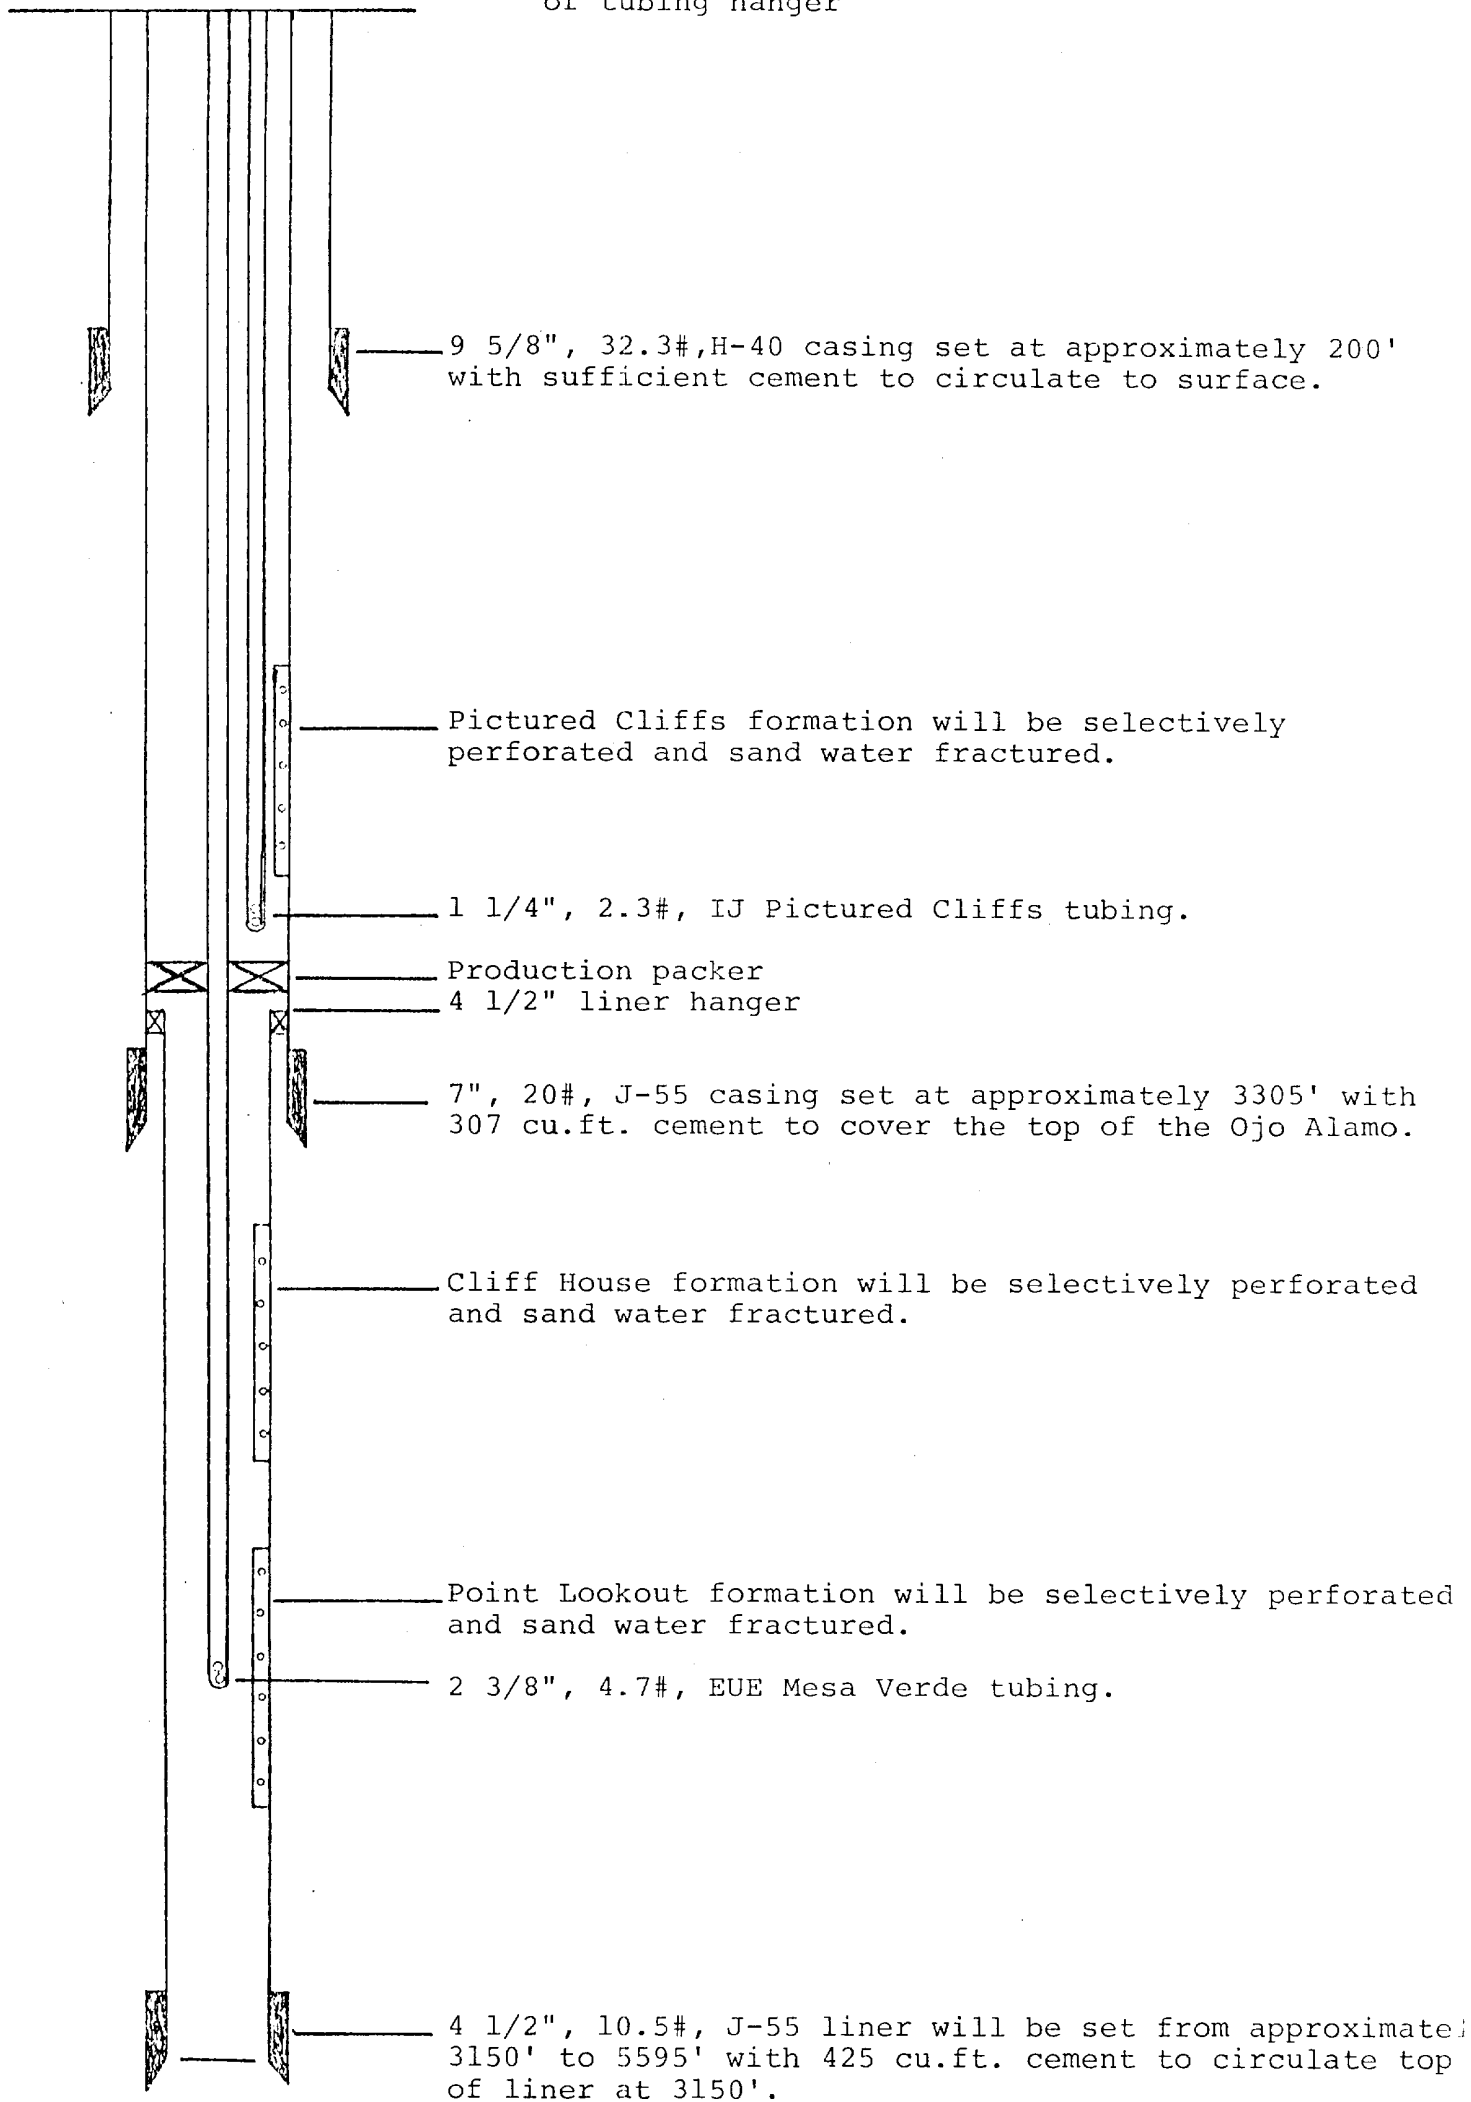 of tubing hanger
9 5/8", 32.3#,H-40 casing set at approximately 200'
with sufficient cement to circulate to surface.
Pictured Cliffs formation will be selectively
perforated and sand water fractured.
1 1/4", 2.3#, IJ Pictured Cliffs tubing.
Production packer
4 1/2" liner hanger
7", 20#, J-55 casing set at approximately 3305' with
307 cu.ft. cement to cover the top of the Ojo Alamo.
Cliff House formation will be selectively perforated
and sand water fractured.
Point Lookout formation will be selectively perforated
and sand water fractured.
2 3/8", 4.7#, EUE Mesa Verde tubing.
4 1/2", 10.5#, J-55 liner will be set from approximatel
3150' to 5595' with 425 cu.ft. cement to circulate top
of liner at 3150'.